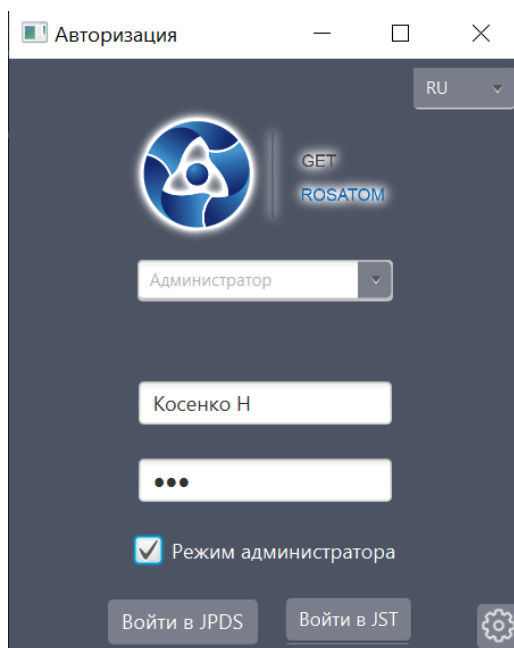 Авторизация
RU
GET
ROSATOM
Администратор
Косенко Н
•••
Режим администратора
Войти в JPDS
Войти в JST